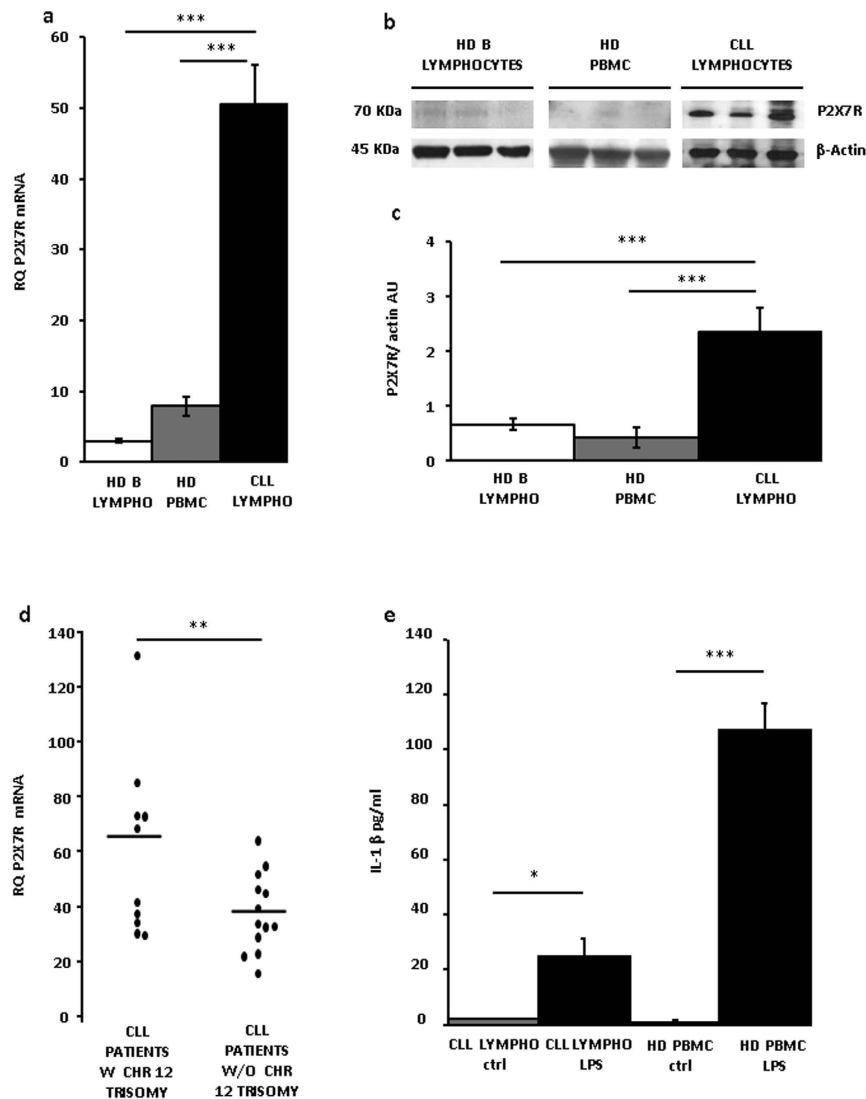 a
***
***
60
50
40
30
20
10
0
RQ P2X7R mRNA
HD B
LYMPHO
HD
PBMC
CLL
LYMPHO
b
HD B
LYMPHOCYTES
HD
PBMC
CLL
LYMPHOCYTES
70 KDa
P2X7R
45 KDa
β-Actin
c
***
***
4
3
2
1
0
P2X7R/ actin AU
HD B
LYMPHO
HD
PBMC
CLL
LYMPHO
d
**
140
120
100
80
60
40
20
0
RQ P2X7R mRNA
CLL
PATIENTS
W CHR 12
TRISOMY
CLL
PATIENTS
W/O CHR
12 TRISOMY
e
***
*
140
120
100
80
60
40
20
0
IL-1 β pg/ml
CLL LYMPHO
ctrl
CLL LYMPHO
LPS
HD PBMC
ctrl
HD PBMC
LPS